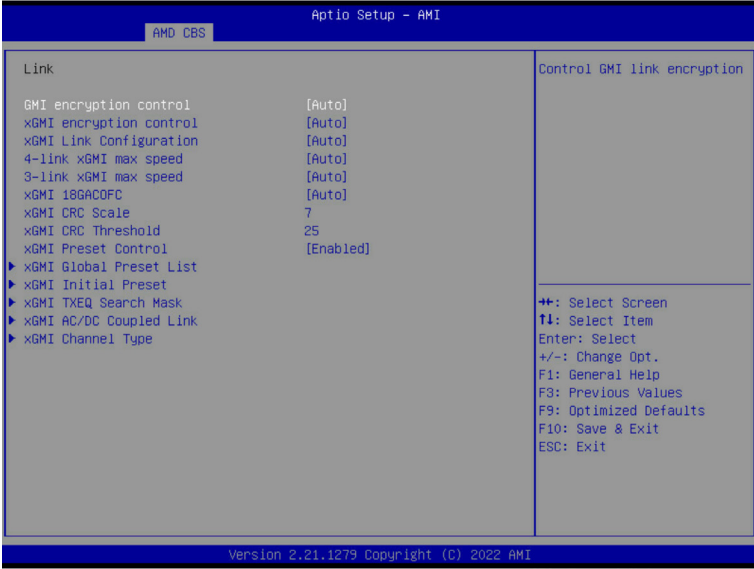 Aptio Setup - AMI
AMD CBS
Link
GMI encryption control [Auto]
xGMI encryption control [Auto]
xGMI Link Configuration [Auto]
4-link xGMI max speed [Auto]
3-link xGMI max speed [Auto]
xGMI 18GACOFC [Auto]
xGMI CRC Scale 7
xGMI CRC Threshold 25
xGMI Preset Control [Enabled]
xGMI Global Preset List
xGMI Initial Preset
xGMI TXEQ Search Mask
xGMI AC/DC Coupled Link
xGMI Channel Type
Control GMI link encryption
→←: Select Screen
↑↓: Select Item
Enter: Select
+/-: Change Opt.
F1: General Help
F3: Previous Values
F9: Optimized Defaults
F10: Save & Exit
ESC: Exit
Version 2.21.1279 Copyright (C) 2022 AMI